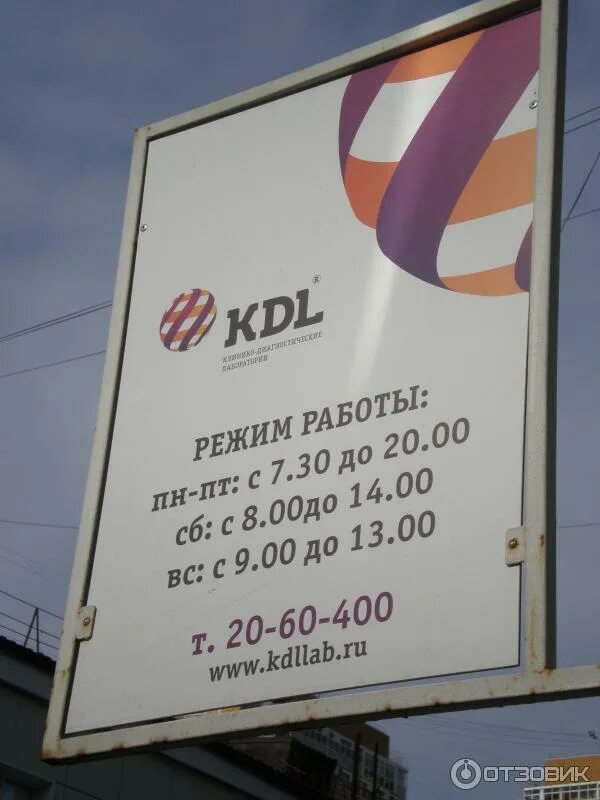 KDL®
КЛИНИКО-ДИАГНОСТИЧЕСКИЕ
ЛАБОРАТОРИИ
РЕЖИМ РАБОТЫ:
пн-пт: с 7.30 до 20.00
сб: с 8.00до 14.00
вс: с 9.00 до 13.00
т. 20-60-400
www.kdllab.ru
ОТЗОВИК